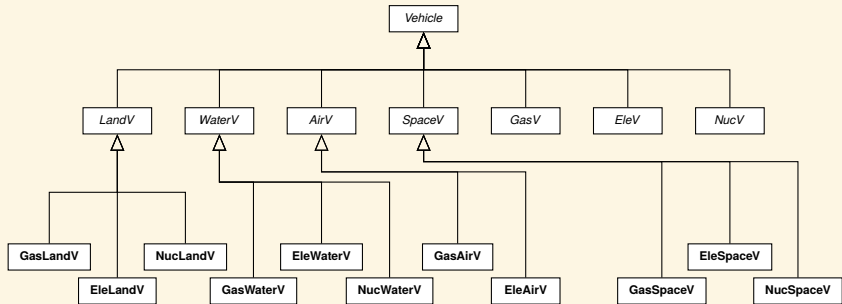 Vehicle
LandV
WaterV
AirV
SpaceV
GasV
EleV
NucV
GasLandV
NucLandV
EleWaterV
GasAirV
EleSpaceV
EleLandV
GasWaterV
NucWaterV
EleAirV
GasSpaceV
NucSpaceV